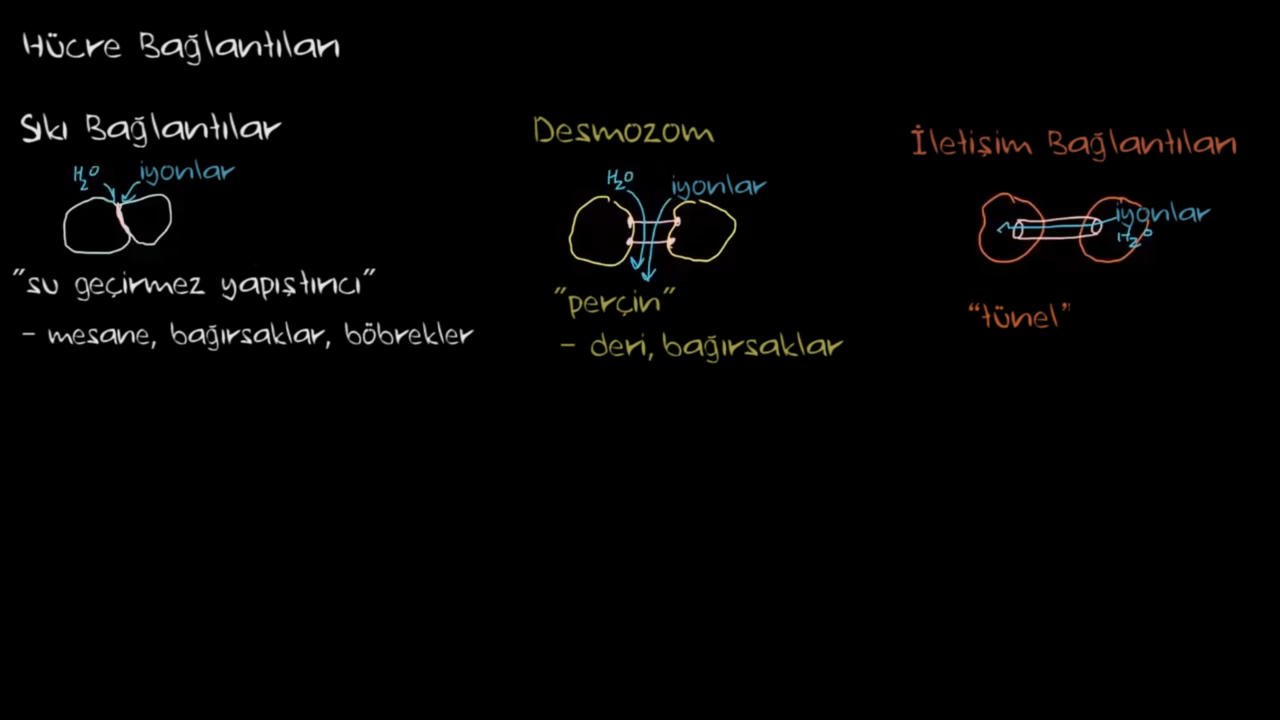 Hücre Bağlantıları
Sıkı Bağlantılar
H2O iyonlar
"su geçirmez yapıştırıcı"
- mesane, bağırsaklar, böbrekler
Desmozom
H2O iyonlar
"perçin"
- deri, bağırsaklar
İletişim Bağlantıları
iyonlar
H2O
"tünel"